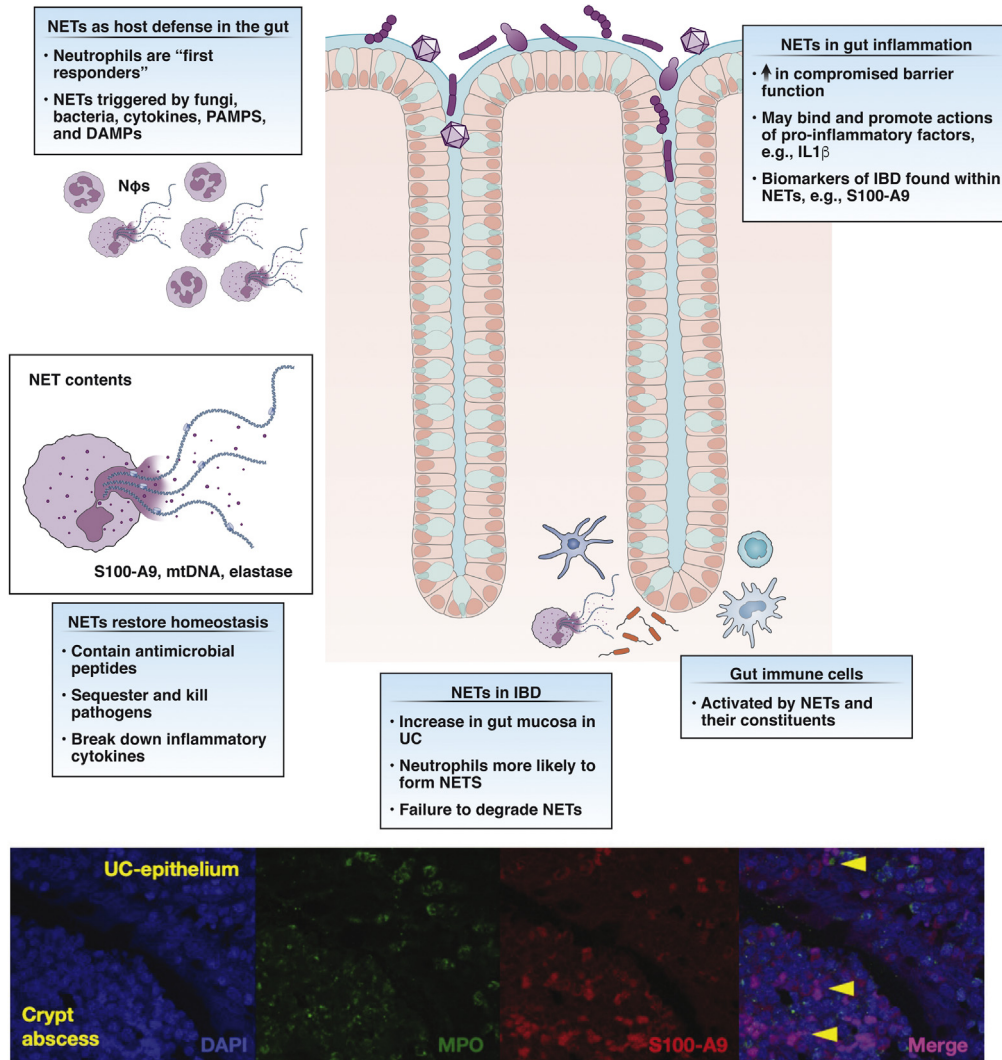 NETs as host defense in the gut
• Neutrophils are “first
responders”
• NETs triggered by fungi,
bacteria, cytokines, PAMPS,
and DAMPs
Nϕs
NETs in gut inflammation
• ⬆ in compromised barrier
function
• May bind and promote actions
of pro-inflammatory factors,
e.g., IL1β
• Biomarkers of IBD found within
NETs, e.g., S100-A9
NET contents
S100-A9, mtDNA, elastase
NETs restore homeostasis
• Contain antimicrobial
peptides
• Sequester and kill
pathogens
• Break down inflammatory
cytokines
NETs in IBD
• Increase in gut mucosa in
UC
• Neutrophils more likely to
form NETS
• Failure to degrade NETs
Gut immune cells
• Activated by NETs and
their constituents
UC-epithelium
Crypt
abscess
DAPI
MPO
S100-A9
Merge